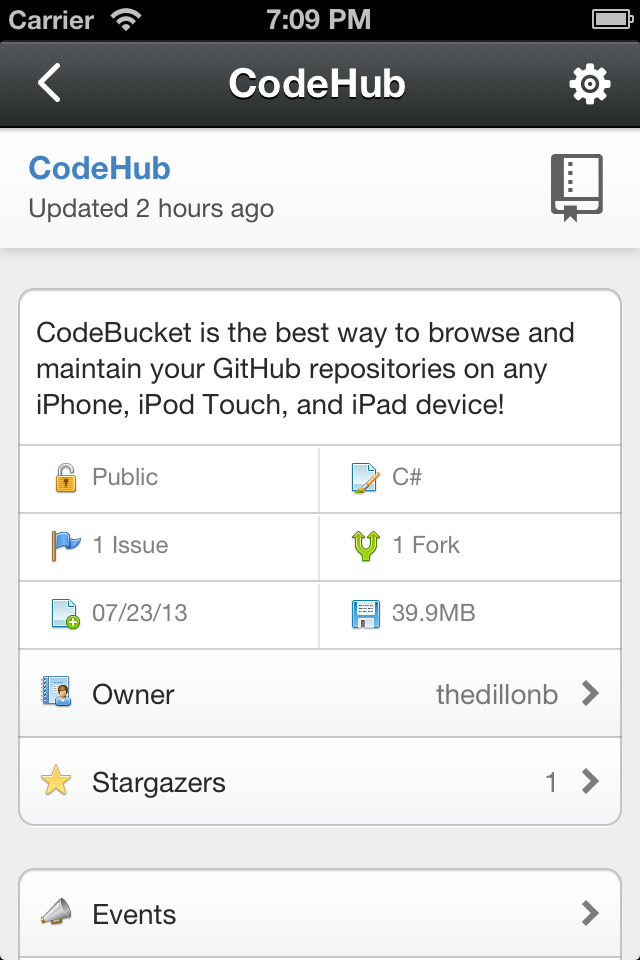 Carrier 7:09 PM
CodeHub
CodeHub
Updated 2 hours ago
CodeBucket is the best way to browse and
maintain your GitHub repositories on any
iPhone, iPod Touch, and iPad device!
Public C#
1 Issue 1 Fork
07/23/13 39.9MB
Owner thedillonb
Stargazers 1
Events